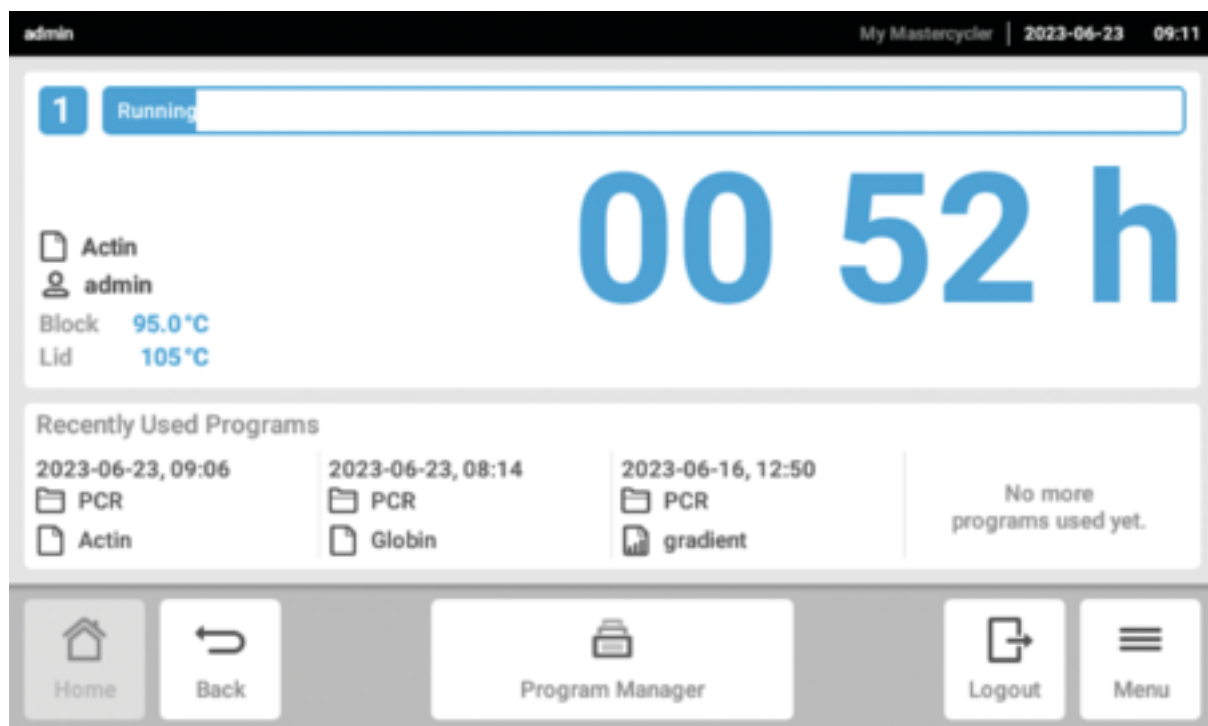 admin My Mastercycler 2023-06-23 09:11
1 Running
00 52 h
Actin
admin
Block 95.0°C
Lid 105°C
Recently Used Programs
2023-06-23, 09:06 2023-06-23, 08:14 2023-06-16, 12:50
PCR PCR PCR
Actin Globin gradient
No more
programs used yet.
Home Back Program Manager Logout Menu